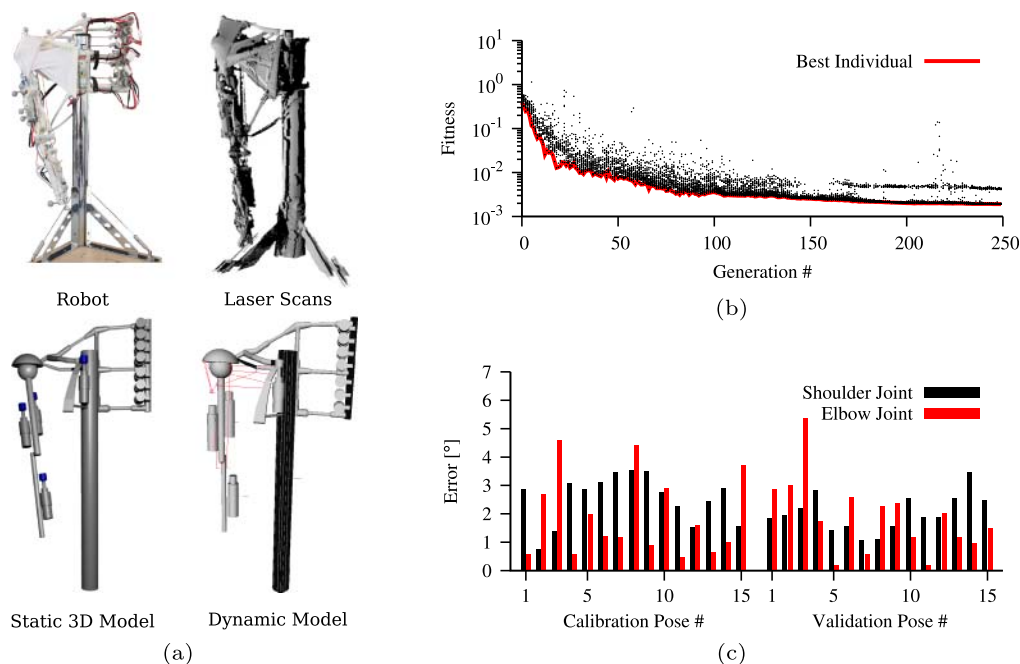 Robot
Laser Scans
Static 3D Model
Dynamic Model
(a)
10^1
10^0
10^-1
10^-2
10^-3
Fitness
Best Individual
0 50 100 150 200 250
Generation #
(b)
7
6
5
4
3
2
1
0
Error [°]
Shoulder Joint
Elbow Joint
1 5 10 15 1 5 10 15
Calibration Pose # Validation Pose #
(c)